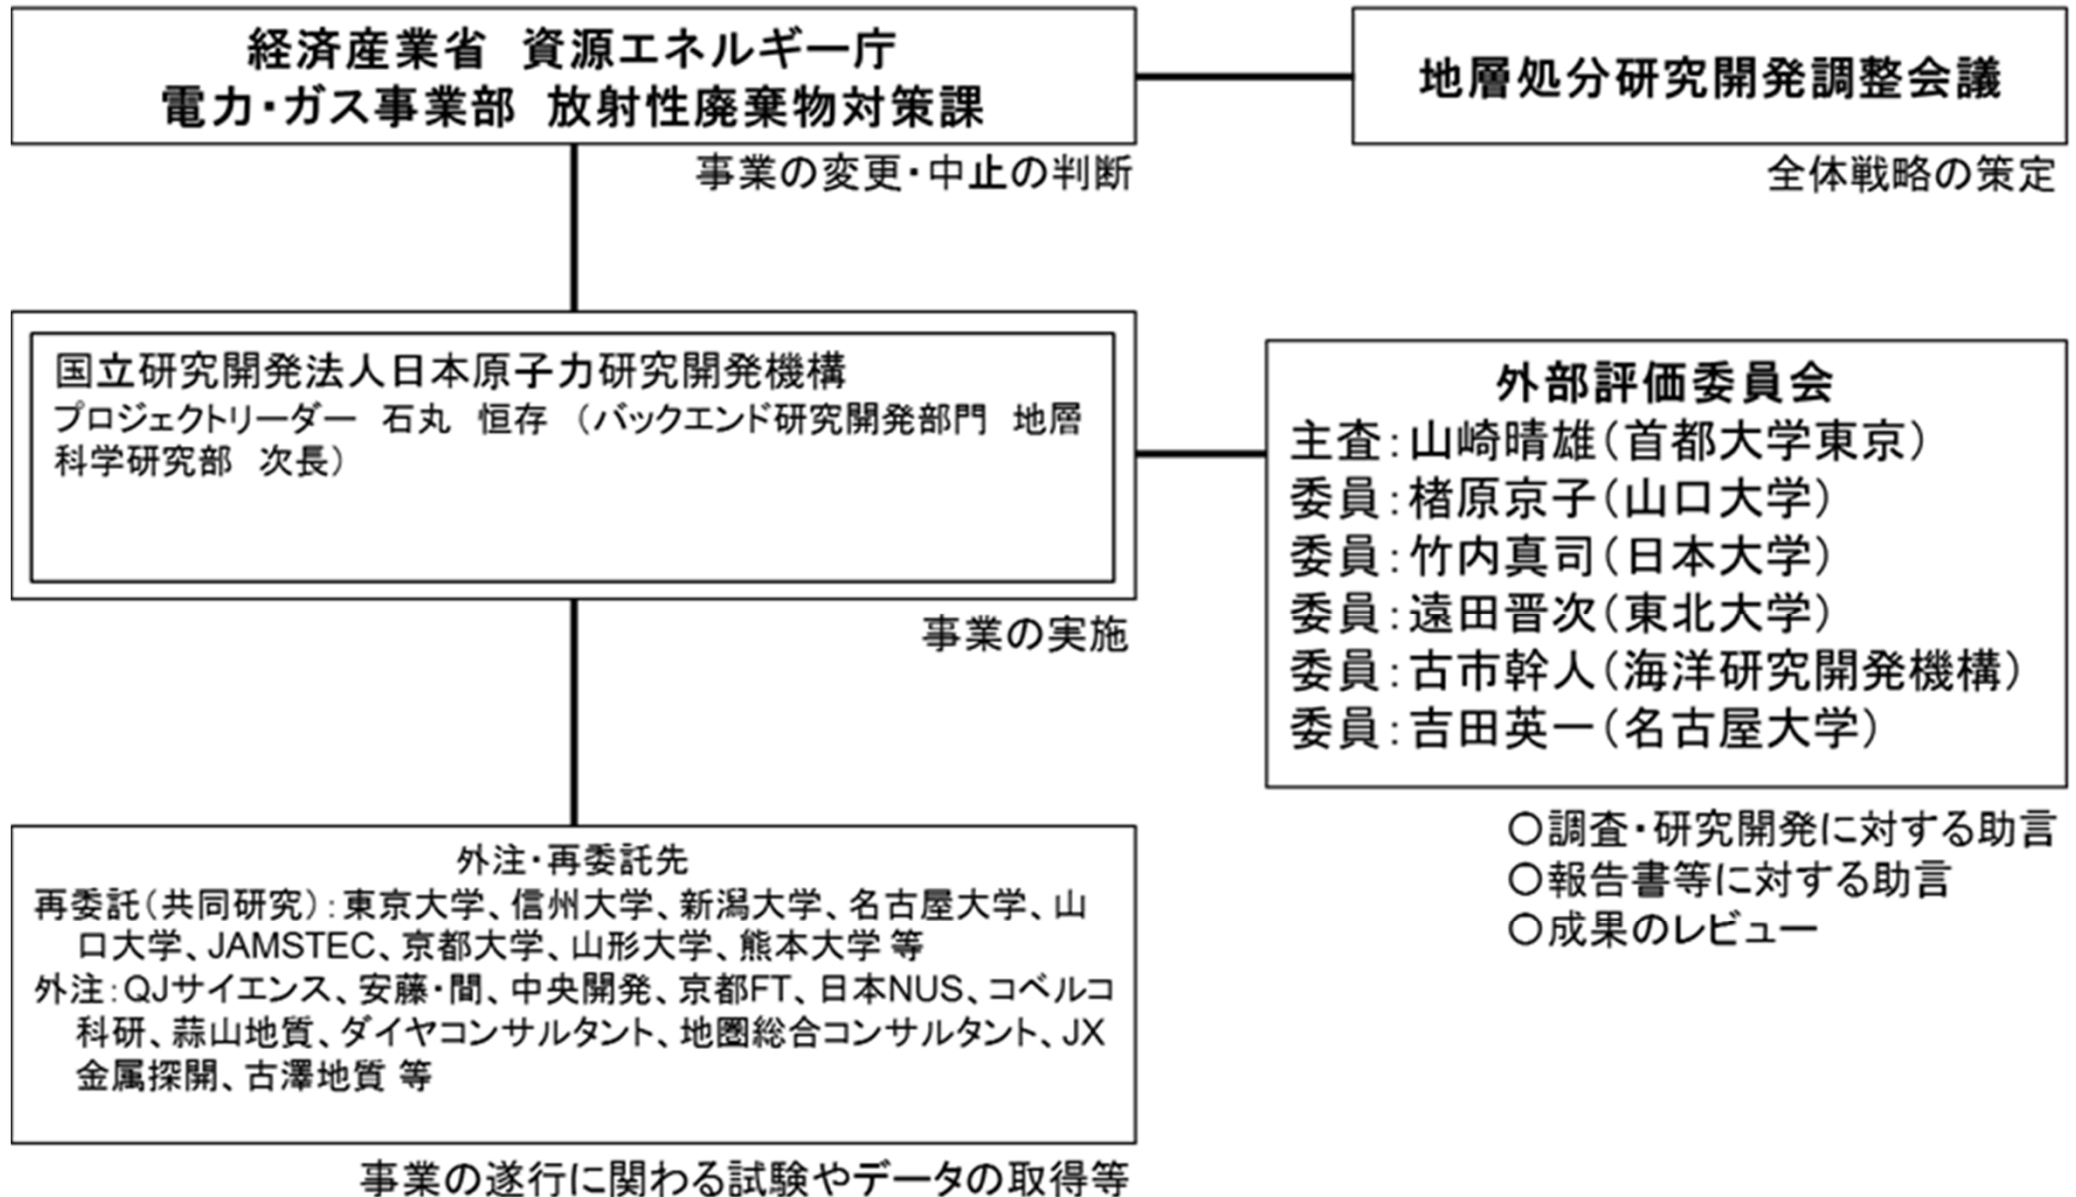 経済産業省　資源エネルギー庁
電力・ガス事業部　放射性廃棄物対策課
事業の変更・中止の判断
地層処分研究開発調整会議
全体戦略の策定
国立研究開発法人日本原子力研究開発機構
プロジェクトリーダー　石丸　恒存　（バックエンド研究開発部門　地層
科学研究部　次長）
事業の実施
外部評価委員会
主査：山崎晴雄（首都大学東京）
委員：楮原京子（山口大学）
委員：竹内真司（日本大学）
委員：遠田晋次（東北大学）
委員：古市幹人（海洋研究開発機構）
委員：吉田英一（名古屋大学）
○調査・研究開発に対する助言
○報告書等に対する助言
○成果のレビュー
外注・再委託先
再委託（共同研究）：東京大学、信州大学、新潟大学、名古屋大学、山
口大学、JAMSTEC、京都大学、山形大学、熊本大学 等
外注：QJサイエンス、安藤・間、中央開発、京都FT、日本NUS、コベルコ
科研、蒜山地質、ダイヤコンサルタント、地圏総合コンサルタント、JX
金属探開、古澤地質 等
事業の遂行に関わる試験やデータの取得等